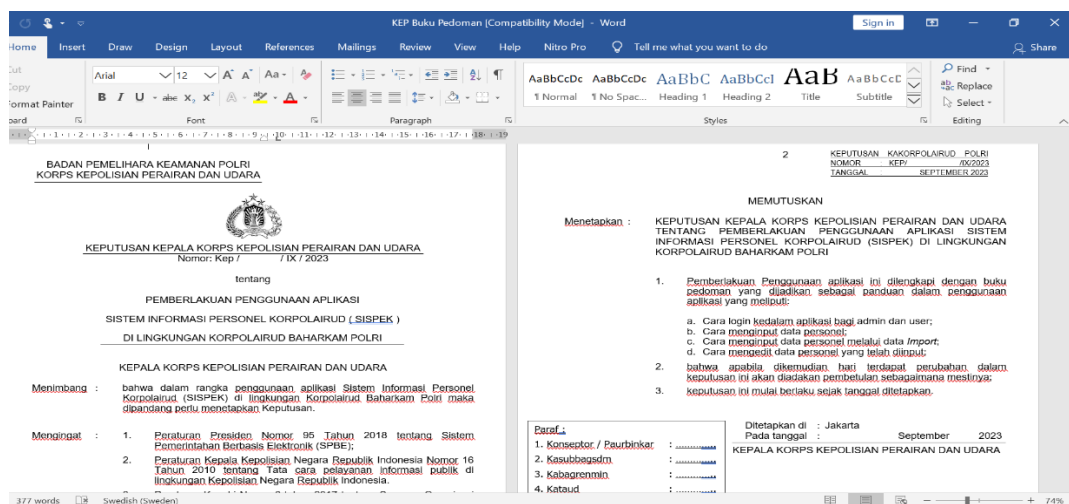 KEP Buku Pedoman [Compatibility Mode] - Word
Sign in
Home Insert Draw Design Layout References Mailings Review View Help Nitro Pro Tell me what you want to do
Share
Cut
Copy
Format Painter
Arial 12
Font
Paragraph
AaBbCcDc AaBbCcDc AaBbC AaBbCcI AaB AaBbCcD
¶ Normal ¶ No Spac... Heading 1 Heading 2 Title Subtitle
Styles
Find
Replace
Select
Editing
BADAN PEMELIHARA KEAMANAN POLRI
KORPS KEPOLISIAN PERAIRAN DAN UDARA
KEPUTUSAN KEPALA KORPS KEPOLISIAN PERAIRAN DAN UDARA
Nomor: Kep / / IX / 2023
tentang
PEMBERLAKUAN PENGGUNAAN APLIKASI
SISTEM INFORMASI PERSONEL KORPOLAIRUD ( SISPEK )
DI LINGKUNGAN KORPOLAIRUD BAHARKAM POLRI
KEPALA KORPS KEPOLISIAN PERAIRAN DAN UDARA
Menimbang : bahwa dalam rangka penggunaan aplikasi Sistem Informasi Personel
Korpolairud (SISPEK) di lingkungan Korpolairud Baharkam Polri maka
dipandang perlu menetapkan Keputusan.
Mengingat : 1. Peraturan Presiden Nomor 95 Tahun 2018 tentang Sistem
Pemerintahan Berbasis Elektronik (SPBE);
2. Peraturan Kepala Kepolisian Negara Republik Indonesia Nomor 16
Tahun 2010 tentang Tata cara pelayanan informasi publik di
lingkungan Kepolisian Negara Republik Indonesia.
2
KEPUTUSAN KAKORPOLAIRUD POLRI
NOMOR : KEP/ /IX/2023
TANGGAL : SEPTEMBER 2023
MEMUTUSKAN
Menetapkan : KEPUTUSAN KEPALA KORPS KEPOLISIAN PERAIRAN DAN UDARA
TENTANG PEMBERLAKUAN PENGGUNAAN APLIKASI SISTEM
INFORMASI PERSONEL KORPOLAIRUD (SISPEK) DI LINGKUNGAN
KORPOLAIRUD BAHARKAM POLRI
1. Pemberlakuan Penggunaan aplikasi ini dilengkapi dengan buku
pedoman yang dijadikan sebagai panduan dalam penggunaan
aplikasi yang meliputi:
a. Cara login kedalam aplikasi bagi admin dan user;
b. Cara menginput data personel;
c. Cara menginput data personel melalui data Import;
d. Cara mengedit data personel yang telah diinput;
2. bahwa apabila dikemudian hari terdapat perubahan dalam
keputusan ini akan diadakan pembetulan sebagaimana mestinya;
3. keputusan ini mulai berlaku sejak tanggal ditetapkan.
Paraf :
1. Konseptor / Paurbinkar : ............
2. Kasubbagsdm : ............
3. Kabagrenmin : ............
4. Kataud : ............
Ditetapkan di : Jakarta
Pada tanggal : September 2023
KEPALA KORPS KEPOLISIAN PERAIRAN DAN UDARA
377 words Swedish (Sweden)
74%